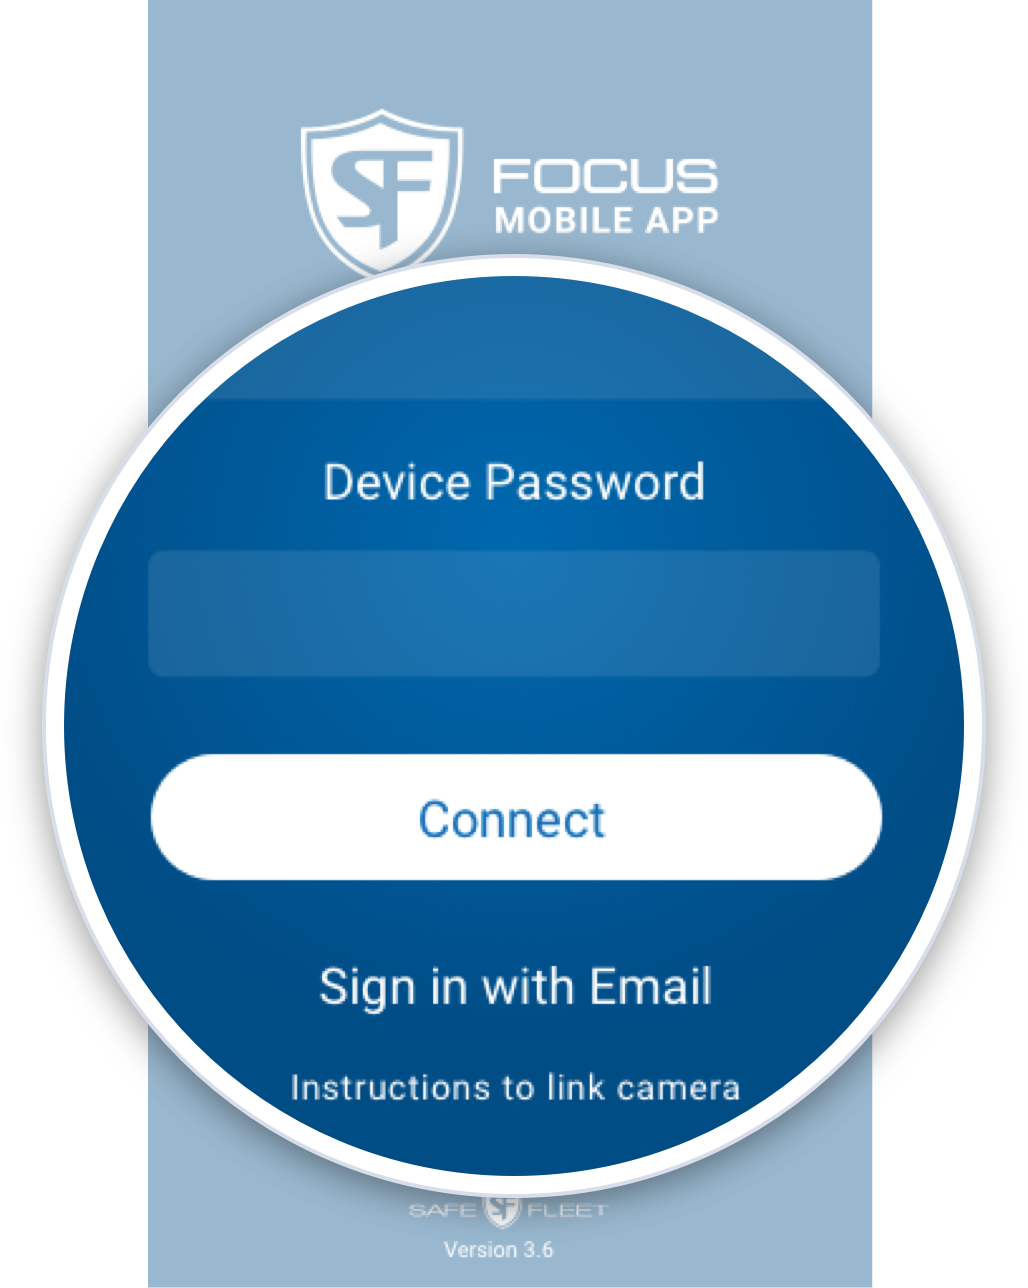 SF
FOCUS
MOBILE APP
Device Password
Connect
Sign in with Email
Instructions to link camera
SAFE SF FLEET
Version 3.6